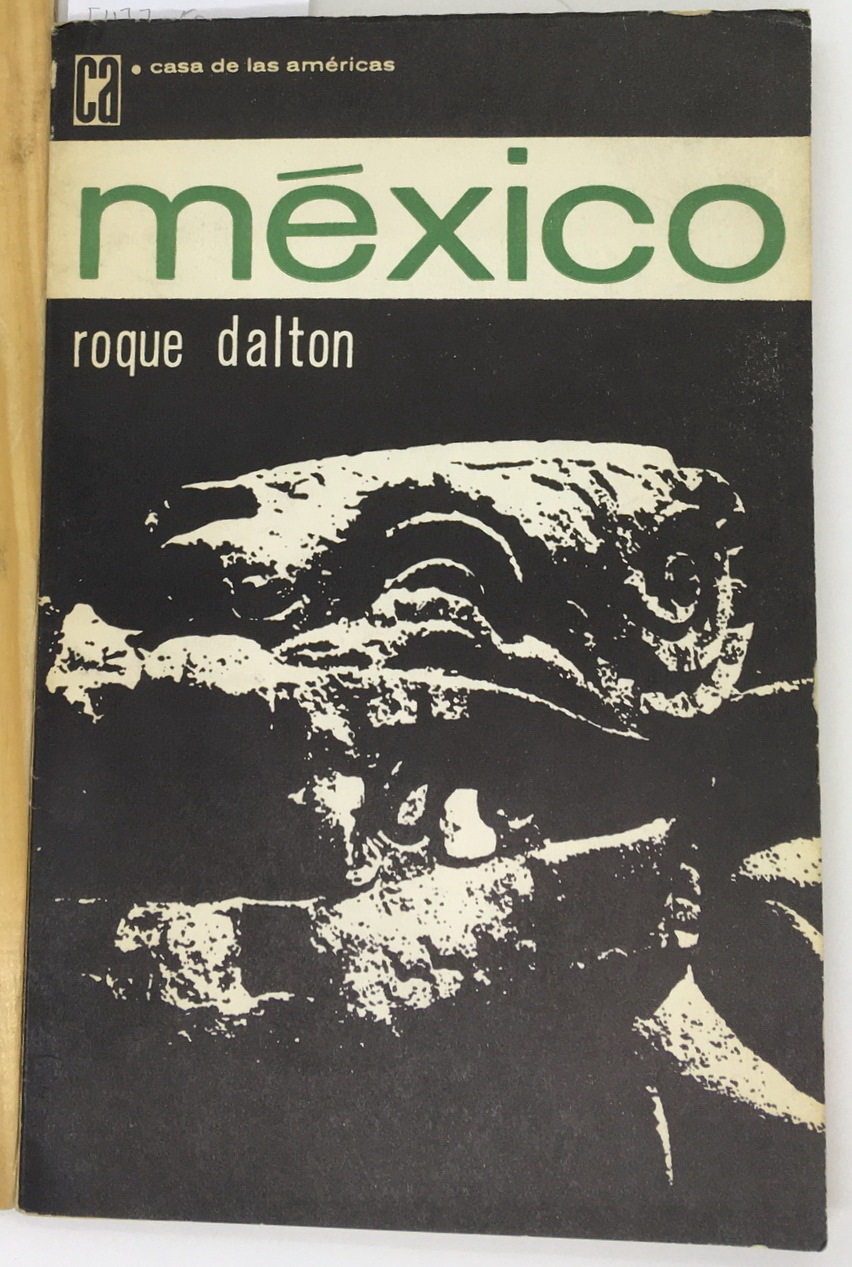 ca • casa de las américas
méxico
roque dalton